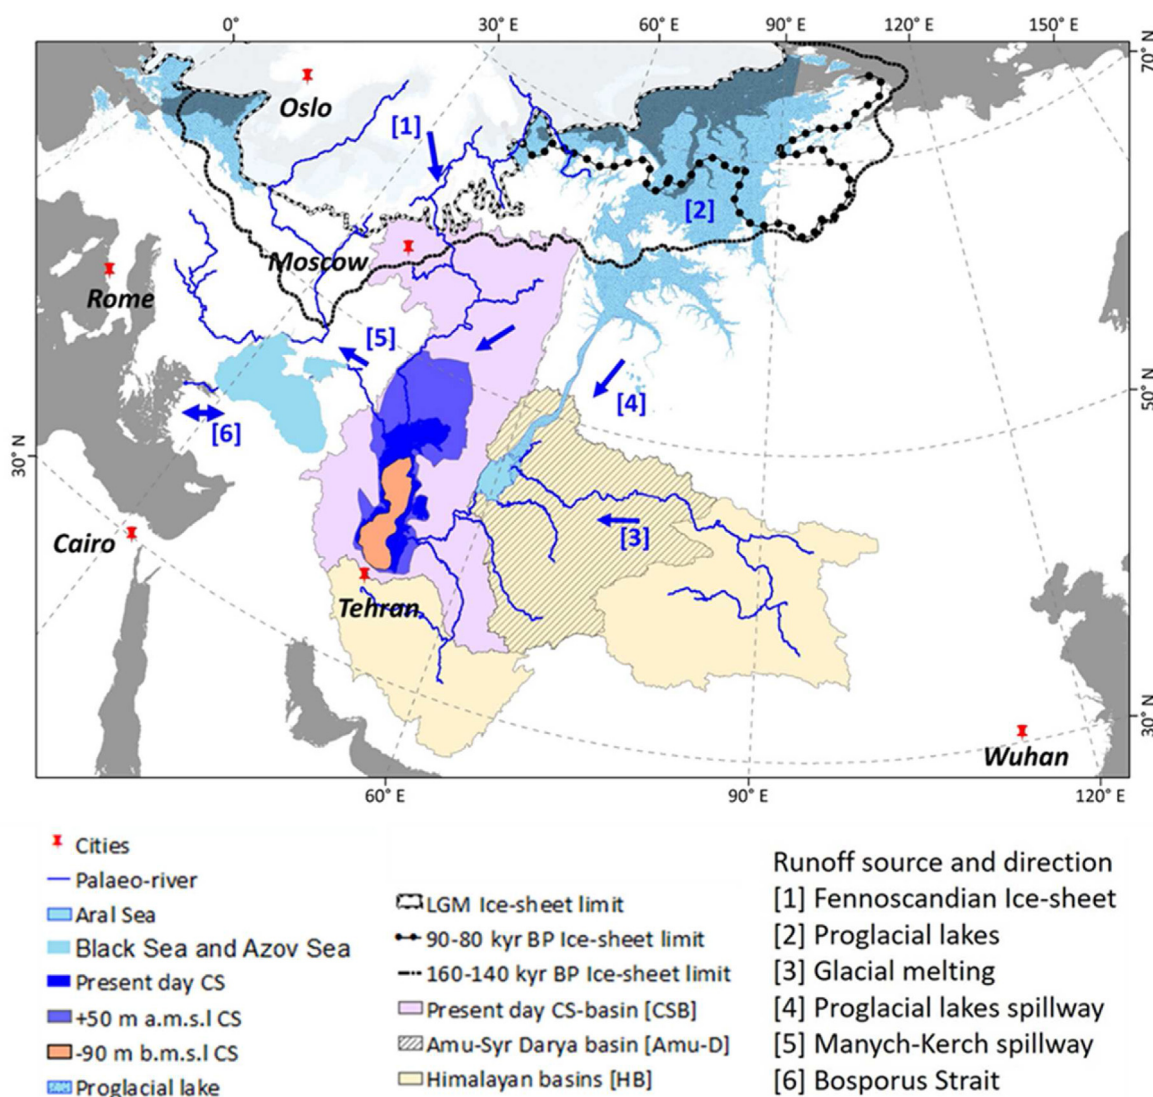 0°
30° E
60° E
90° E
120° E
150° E
70° N
Oslo
[1]
[2]
Moscow
Rome
[5]
[4]
50° N
[6]
30° N
[3]
Cairo
Tehran
30° N
Wuhan
60° E
90° E
120° E
Cities
Palaeo-river
Aral Sea
Black Sea and Azov Sea
Present day CS
+50 m a.m.s.l CS
-90 m b.m.s.l CS
Proglacial lake
LGM Ice-sheet limit
90-80 kyr BP Ice-sheet limit
160-140 kyr BP Ice-sheet limit
Present day CS-basin [CSB]
Amu-Syr Darya basin [Amu-D]
Himalayan basins [HB]
Runoff source and direction
[1] Fennoscandian Ice-sheet
[2] Proglacial lakes
[3] Glacial melting
[4] Proglacial lakes spillway
[5] Manych-Kerch spillway
[6] Bosporus Strait